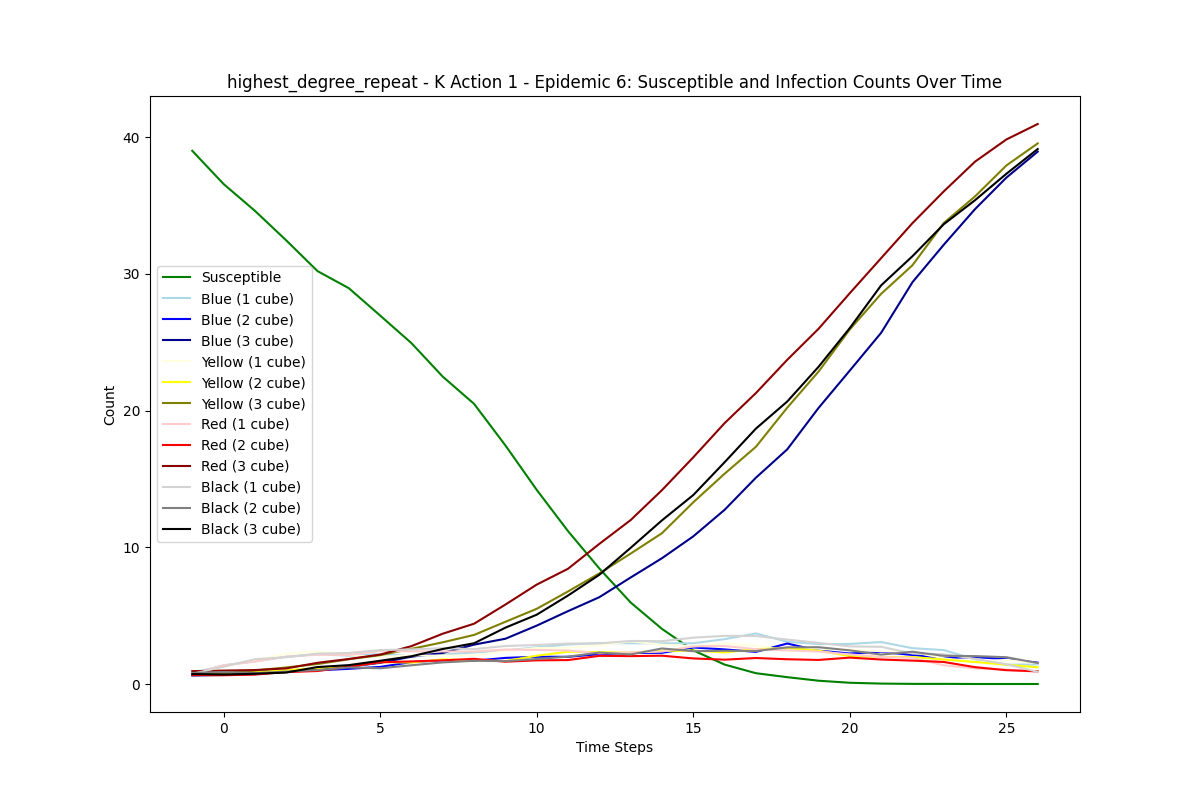 highest_degree_repeat - K Action 1 - Epidemic 6: Susceptible and Infection Counts Over Time
40
30
20
10
0
Count
Susceptible
Blue (1 cube)
Blue (2 cube)
Blue (3 cube)
Yellow (1 cube)
Yellow (2 cube)
Yellow (3 cube)
Red (1 cube)
Red (2 cube)
Red (3 cube)
Black (1 cube)
Black (2 cube)
Black (3 cube)
0 5 10 15 20 25
Time Steps